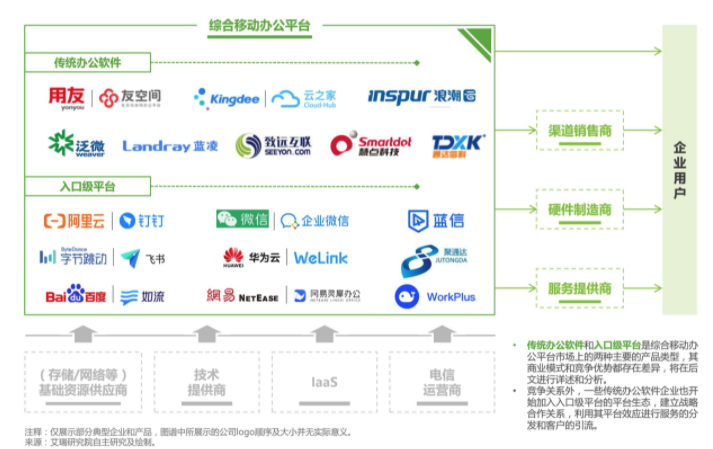 综合移动办公平台
传统办公软件
用友 yonyou 友空间
Kingdee 云之家 Cloud-Hub
inspur 浪潮
泛微 weaver
Landray 蓝凌
致远互联 SEEYON.COM
Smartdot 慧点科技
TDXK 通达信科
入口级平台
阿里云 钉钉
微信 企业微信
蓝信
ByteDance 字节跳动 飞书
HUAWEI 华为云 WeLink
聚通达 JUTONGDA
Bai百度 如流
網易 NETEASE 网易灵犀办公
WorkPlus
渠道销售商
硬件制造商
服务提供商
企业用户
（存储/网络等）
基础资源供应商
技术
提供商
IaaS
电信
运营商
• 传统办公软件和入口级平台是综合移动办
公平台市场上的两种主要的产品类型，其
商业模式和竞争优势都存在差异，将在后
文进行详述和分析。
• 竞争关系外，一些传统办公软件企业也开
始加入入口级平台的平台生态，建立战略
合作关系，利用其平台效应进行服务的分
发和客户的引流。
注释：仅展示部分典型企业和产品，图谱中所展示的公司logo顺序及大小并无实际意义。
来源：艾瑞研究院自主研究及绘制。